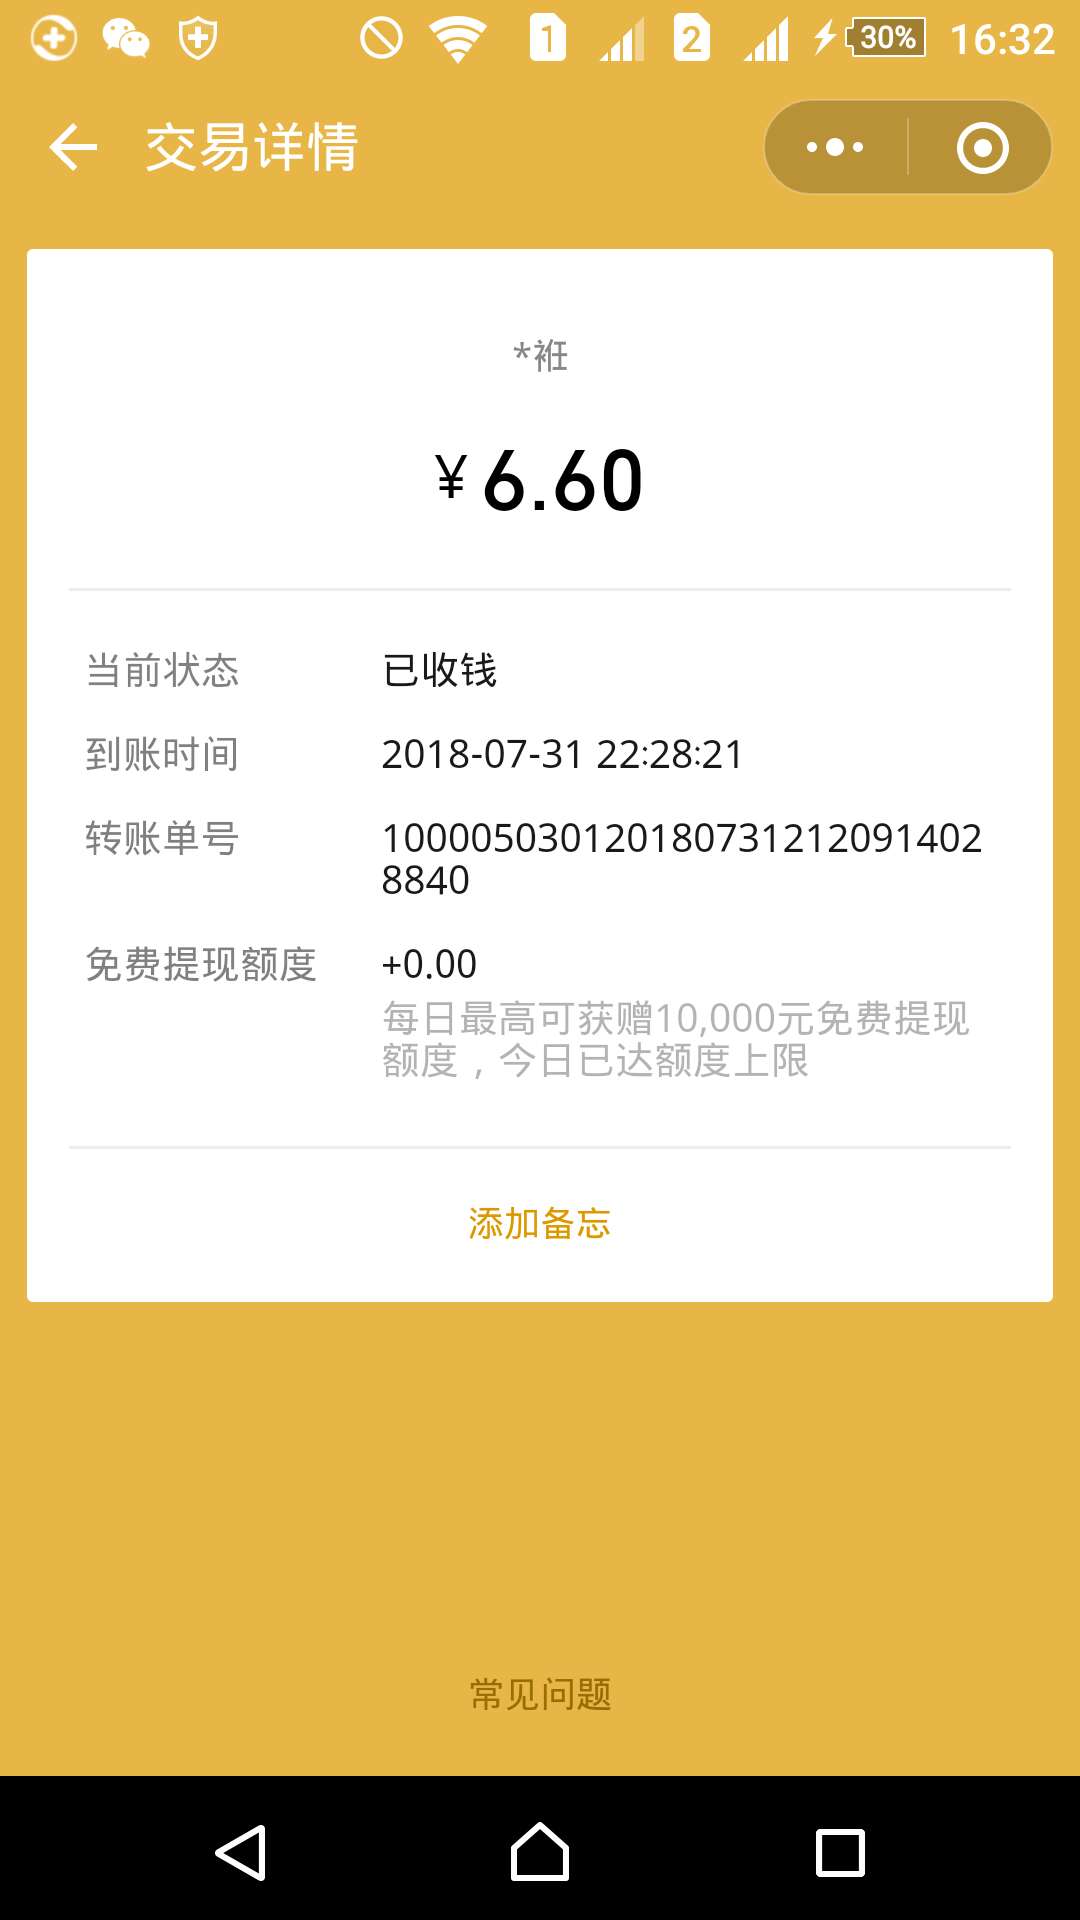 1 2 30% 16:32
交易详情
*袵
¥6.60
当前状态 已收钱
到账时间 2018-07-31 22:28:21
转账单号 100005030120180731212091402
8840
免费提现额度 +0.00
每日最高可获赠10,000元免费提现
额度，今日已达额度上限
添加备忘
常见问题